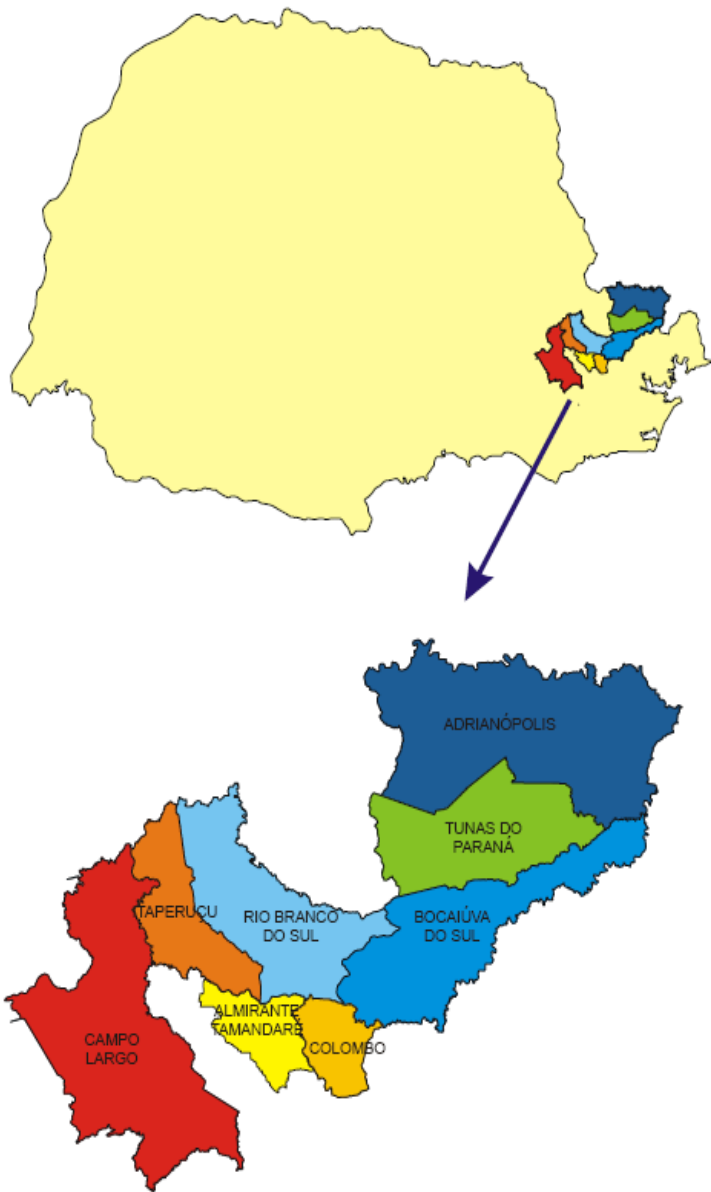 ADRIANÓPOLIS
TUNAS DO
PARANÁ
TAPERUÇU
RIO BRANCO
DO SUL
BOCAIÚVA
DO SUL
ALMIRANTE
TAMANDARÉ
COLOMBO
CAMPO
LARGO